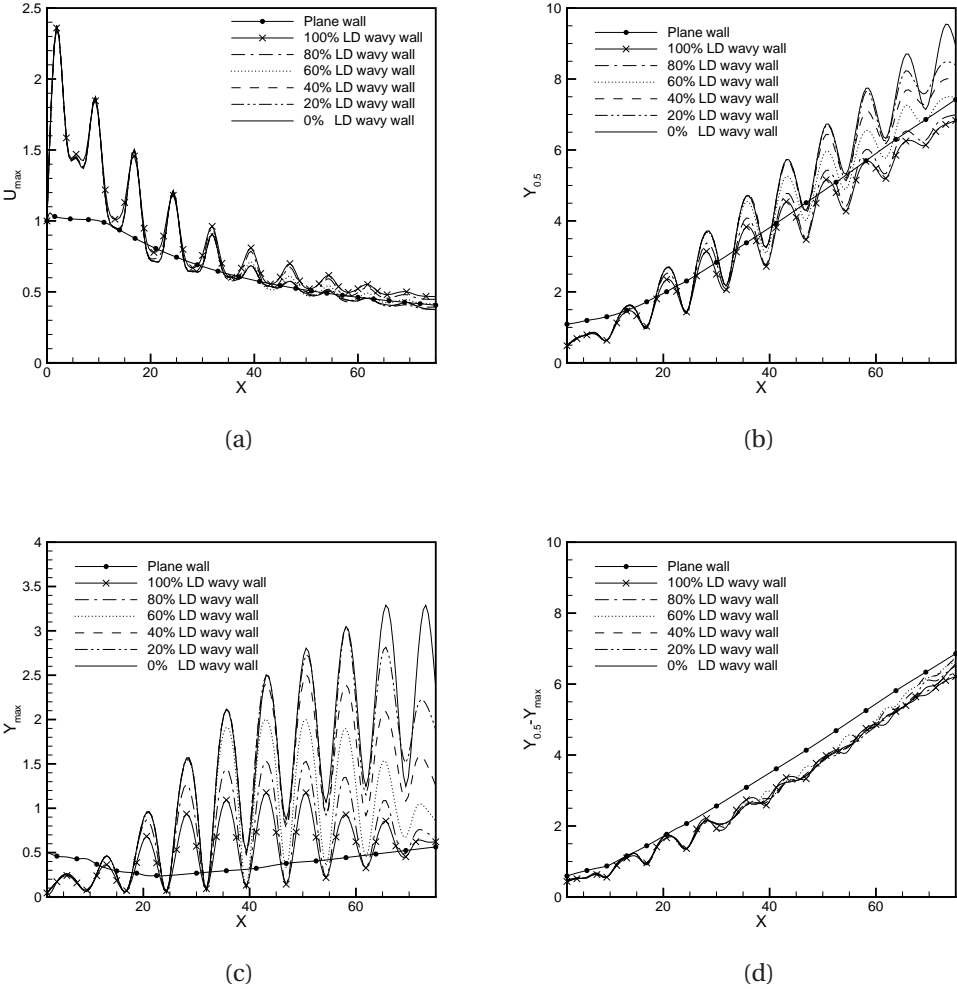 2.5
2
1.5
1
0.5
0
U_max
0
20
40
60
X
Plane wall
100% LD wavy wall
80% LD wavy wall
60% LD wavy wall
40% LD wavy wall
20% LD wavy wall
0% LD wavy wall
(a)
10
8
6
4
2
0
Y_0.5
20
40
60
X
Plane wall
100% LD wavy wall
80% LD wavy wall
60% LD wavy wall
40% LD wavy wall
20% LD wavy wall
0% LD wavy wall
(b)
4
3.5
3
2.5
2
1.5
1
0.5
0
Y_max
20
40
60
X
Plane wall
100% LD wavy wall
80% LD wavy wall
60% LD wavy wall
40% LD wavy wall
20% LD wavy wall
0% LD wavy wall
(c)
10
8
6
4
2
0
Y_0.5-Y_max
20
40
60
X
Plane wall
100% LD wavy wall
80% LD wavy wall
60% LD wavy wall
40% LD wavy wall
20% LD wavy wall
0% LD wavy wall
(d)